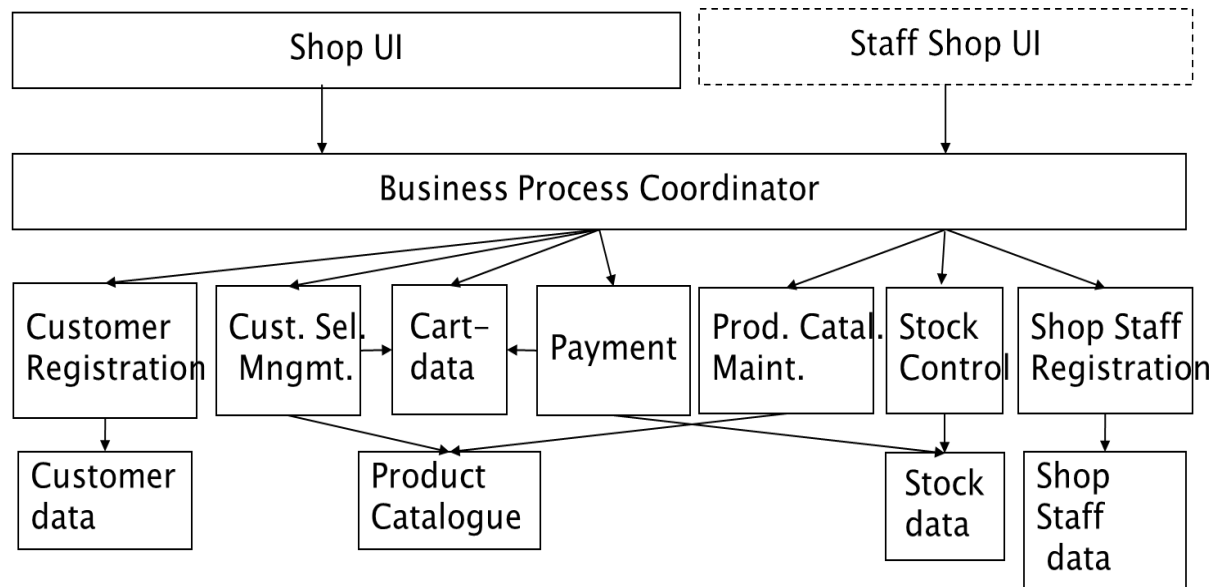 Shop UI
Staff Shop UI
Business Process Coordinator
Customer
Registration
Cust. Sel.
Mngmt.
Cart-
data
Payment
Prod. Catal.
Maint.
Stock
Control
Shop Staff
Registration
Customer
data
Product
Catalogue
Stock
data
Shop
Staff
data